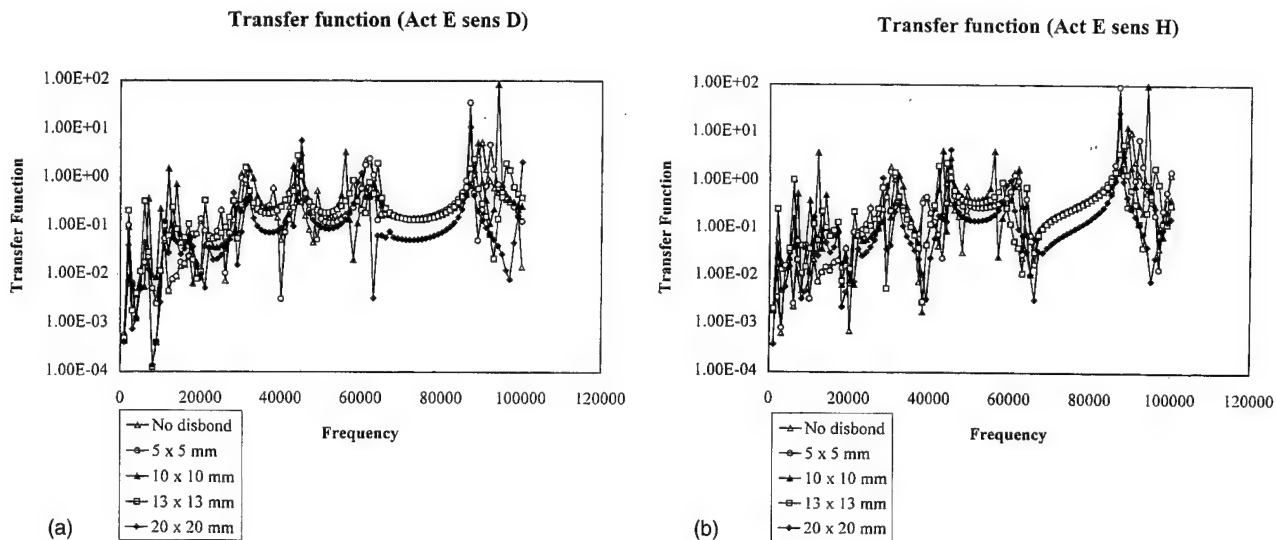 Transfer function (Act E sens D)
1.00E+02
1.00E+01
1.00E+00
1.00E-01
1.00E-02
1.00E-03
1.00E-04
Transfer Function
0 20000 40000 60000 80000 100000 120000
Frequency
No disbond
5 x 5 mm
10 x 10 mm
13 x 13 mm
20 x 20 mm
(a)
Transfer function (Act E sens H)
1.00E+02
1.00E+01
1.00E+00
1.00E-01
1.00E-02
1.00E-03
1.00E-04
Transfer Function
0 20000 40000 60000 80000 100000 120000
Frequency
No disbond
5 x 5 mm
10 x 10 mm
13 x 13 mm
20 x 20 mm
(b)